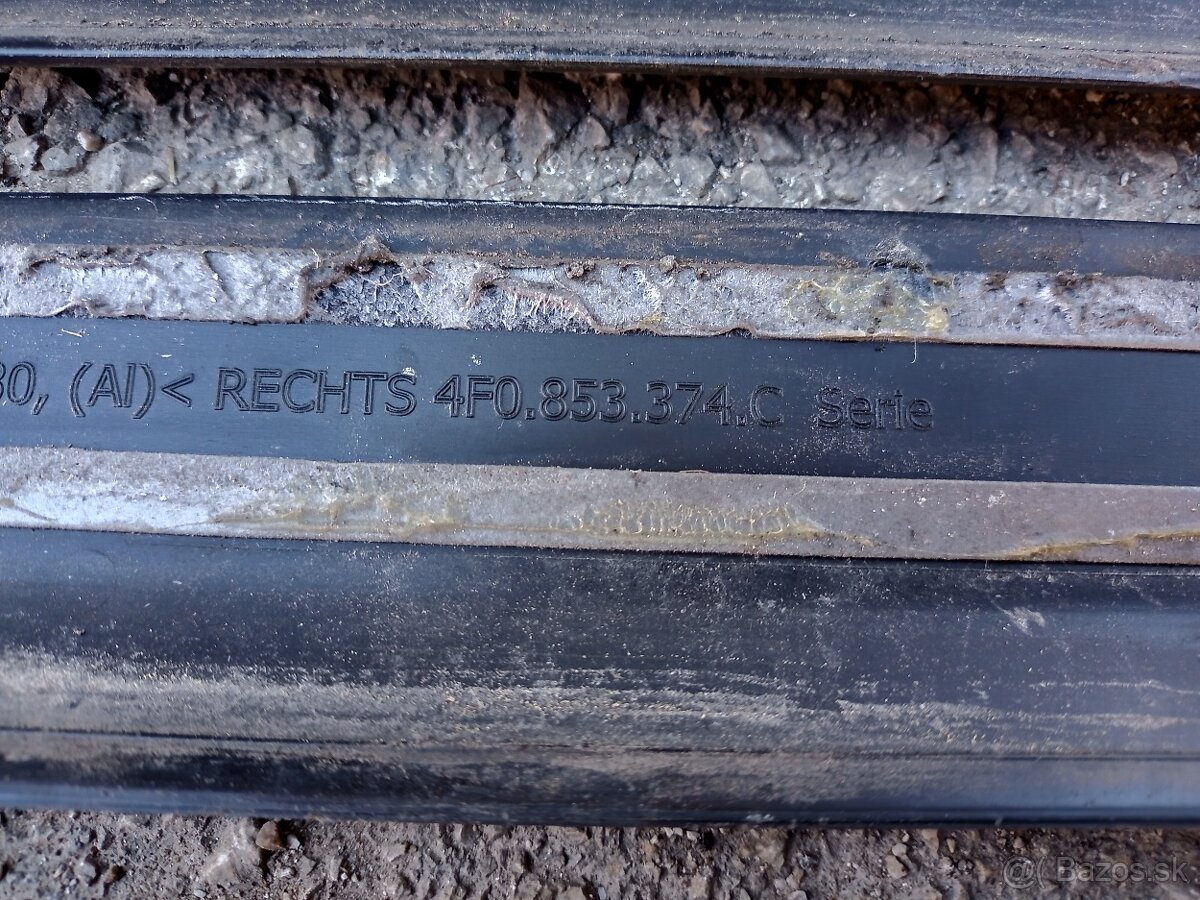 30, (Al)< RECHTS 4F0.853.374.C Serie
@( Bazos.sk